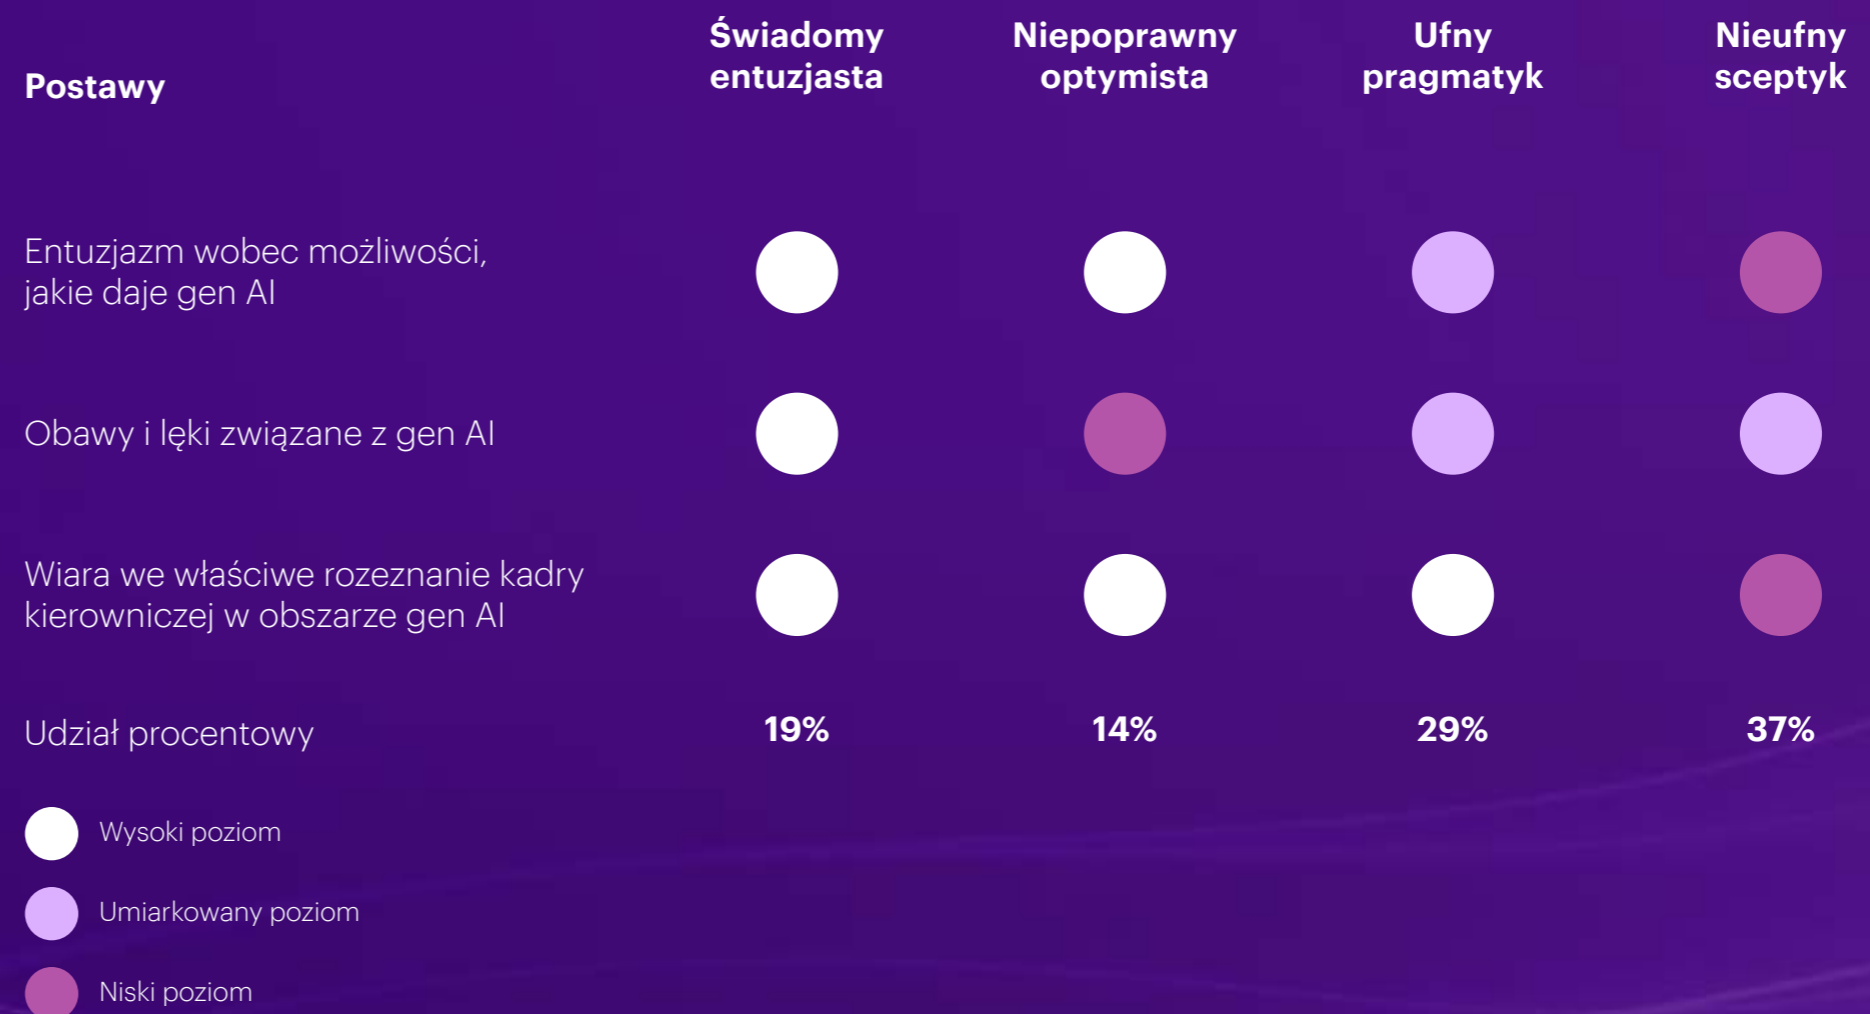 Postawy
Świadomy
entuzjasta
Niepoprawny
optymista
Ufny
pragmatyk
Nieufny
sceptyk
Entuzjazm wobec możliwości,
jakie daje gen AI
Obawy i lęki związane z gen AI
Wiara we właściwe rozeznanie kadry
kierowniczej w obszarze gen AI
Udział procentowy
19%
14%
29%
37%
Wysoki poziom
Umiarkowany poziom
Niski poziom